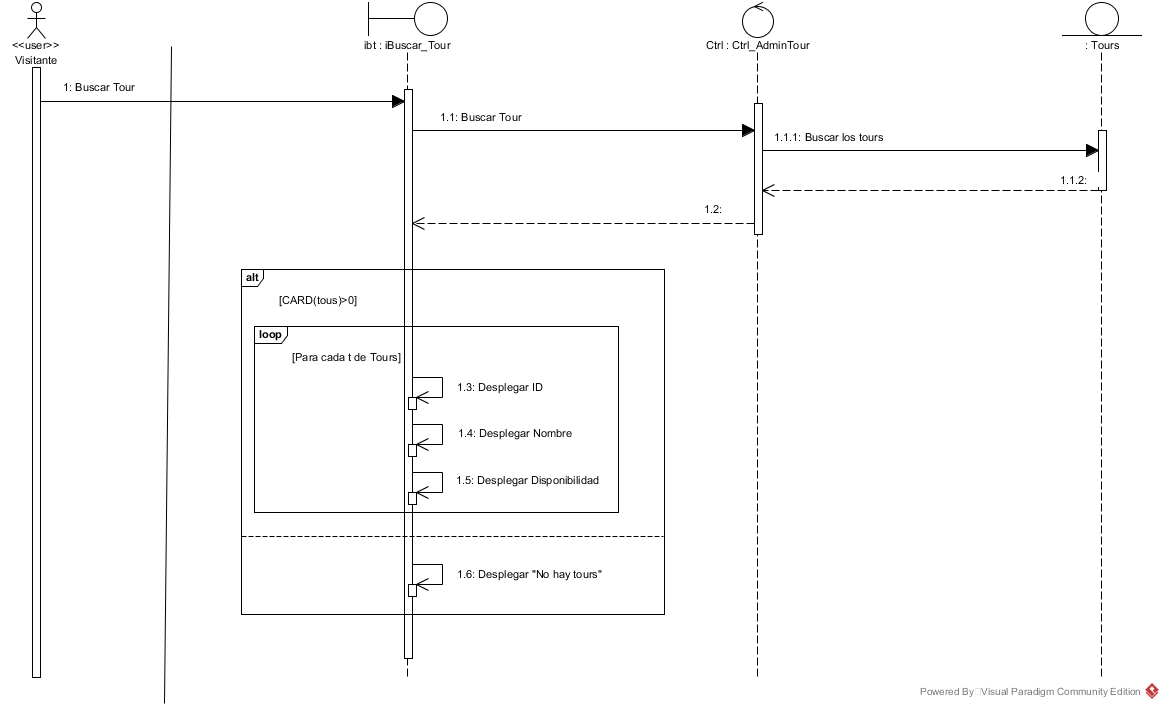 <<user>>
Visitante
ibt : iBuscar_Tour
Ctrl : Ctrl_AdminTour
: Tours
1: Buscar Tour
1.1: Buscar Tour
1.1.1: Buscar los tours
1.1.2:
1.2:
alt
[CARD(tous)>0]
loop
[Para cada t de Tours]
1.3: Desplegar ID
1.4: Desplegar Nombre
1.5: Desplegar Disponibilidad
1.6: Desplegar "No hay tours"
Powered By Visual Paradigm Community Edition